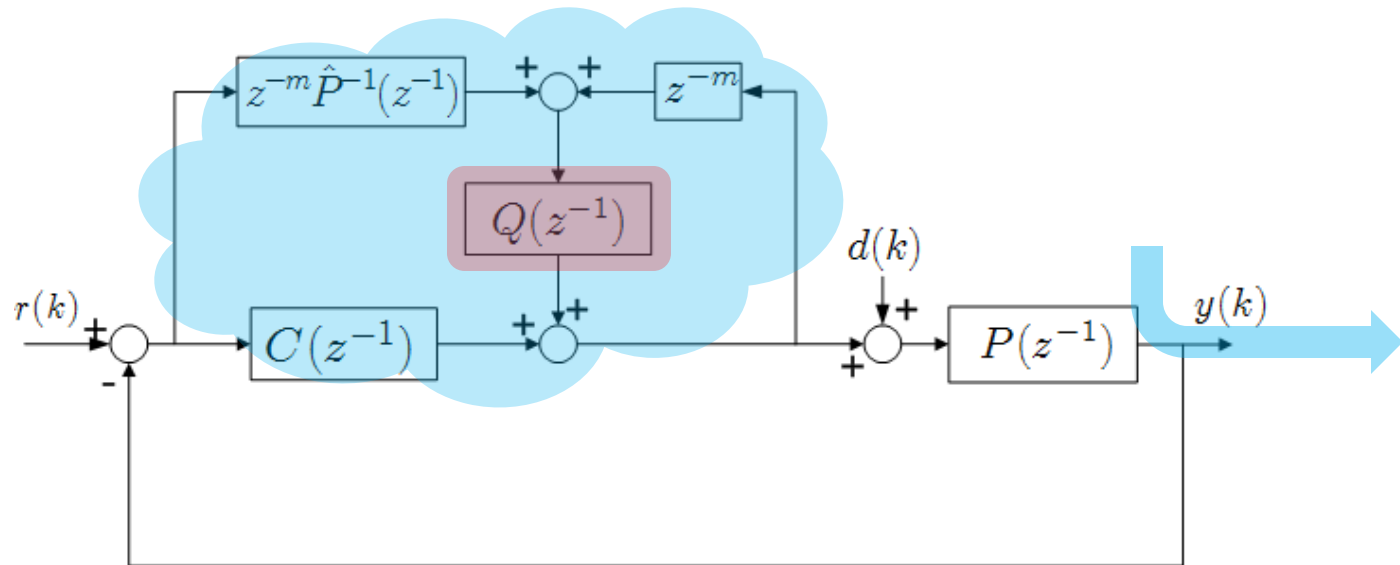 + +
z^{-m} \hat{P}^{-1}(z^{-1})
z^{-m}
Q(z^{-1})
d(k)
r(k) + + + + y(k)
C(z^{-1})
P(z^{-1})
- +